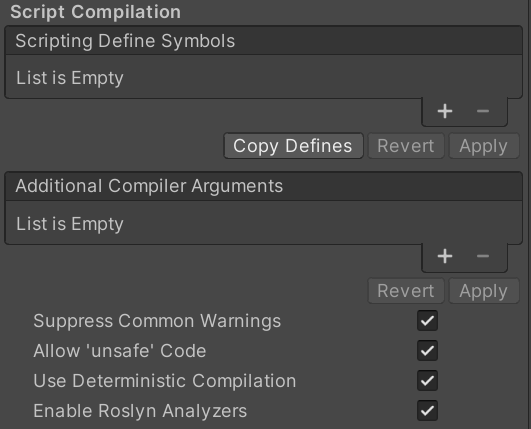 Script Compilation
Scripting Define Symbols
List is Empty
+ −
Copy Defines Revert Apply
Additional Compiler Arguments
List is Empty
+ −
Revert Apply
Suppress Common Warnings
Allow 'unsafe' Code
Use Deterministic Compilation
Enable Roslyn Analyzers